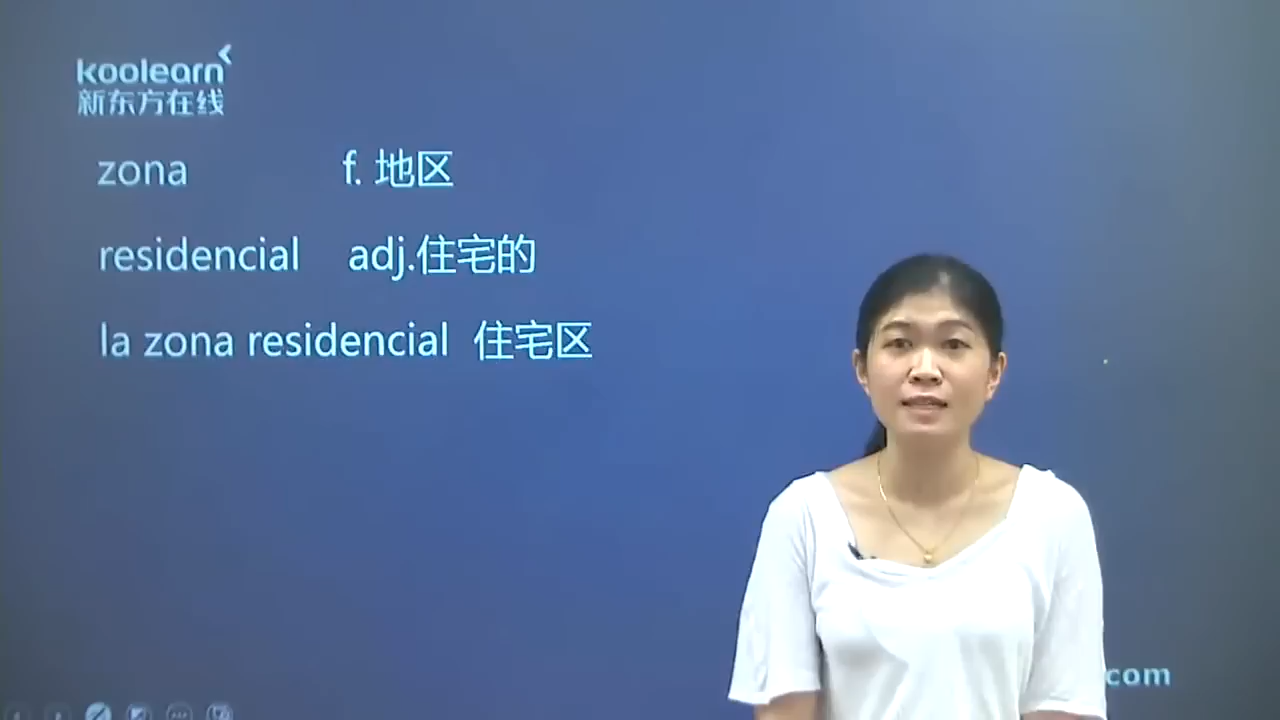 koolearn
新东方在线
zona f. 地区
residencial adj.住宅的
la zona residencial 住宅区
com